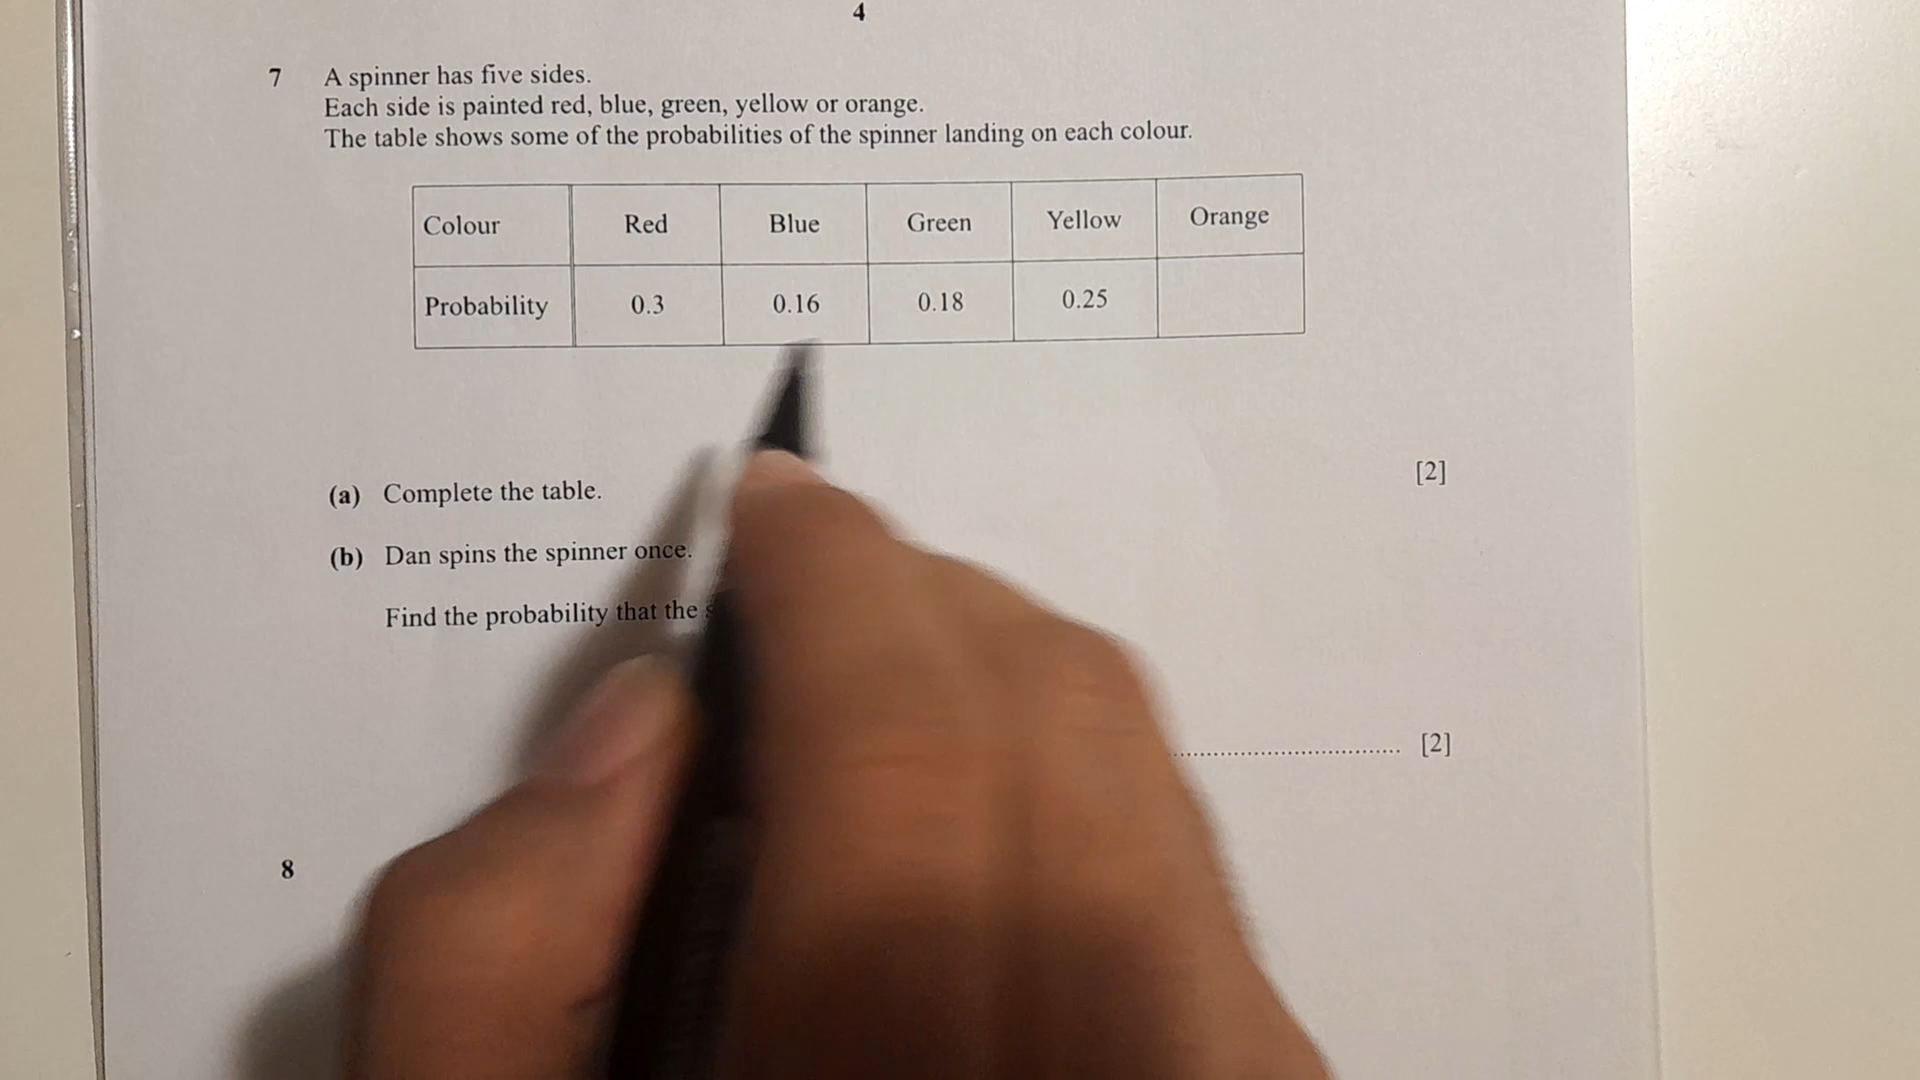 4
7 A spinner has five sides.
Each side is painted red, blue, green, yellow or orange.
The table shows some of the probabilities of the spinner landing on each colour.
Colour Red Blue Green Yellow Orange
Probability 0.3 0.16 0.18 0.25
(a) Complete the table. [2]
(b) Dan spins the spinner once.
Find the probability that the
.................................... [2]
8